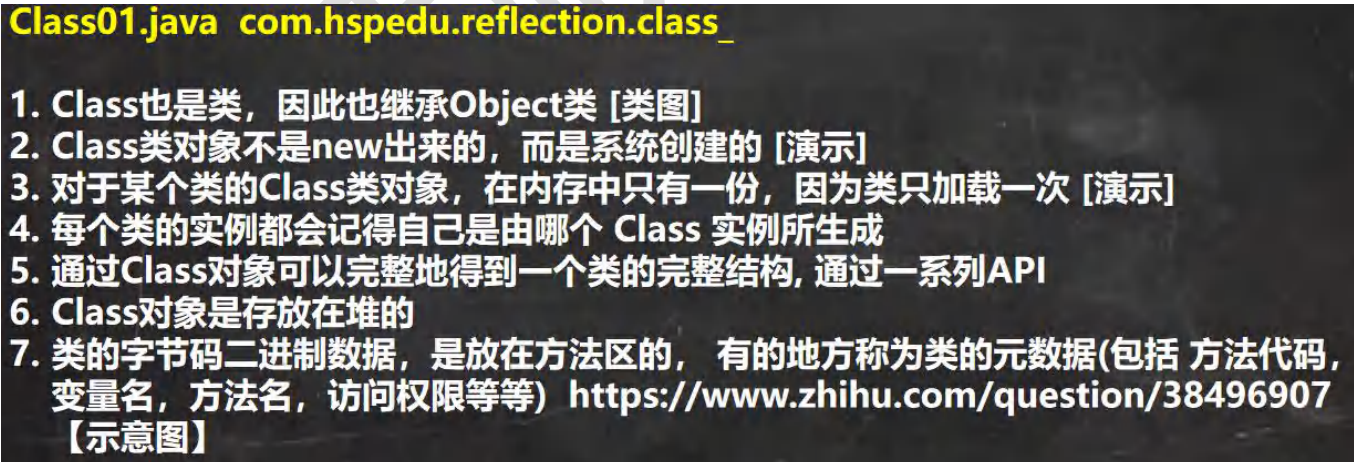 Class01.java com.hspedu.reflection.class_
1. Class也是类，因此也继承Object类 [类图]
2. Class类对象不是new出来的，而是系统创建的 [演示]
3. 对于某个类的Class类对象，在内存中只有一份，因为类只加载一次 [演示]
4. 每个类的实例都会记得自己是由哪个 Class 实例所生成
5. 通过Class对象可以完整地得到一个类的完整结构, 通过一系列API
6. Class对象是存放在堆的
7. 类的字节码二进制数据，是放在方法区的， 有的地方称为类的元数据(包括 方法代码，
变量名，方法名，访问权限等等) https://www.zhihu.com/question/38496907
【示意图】